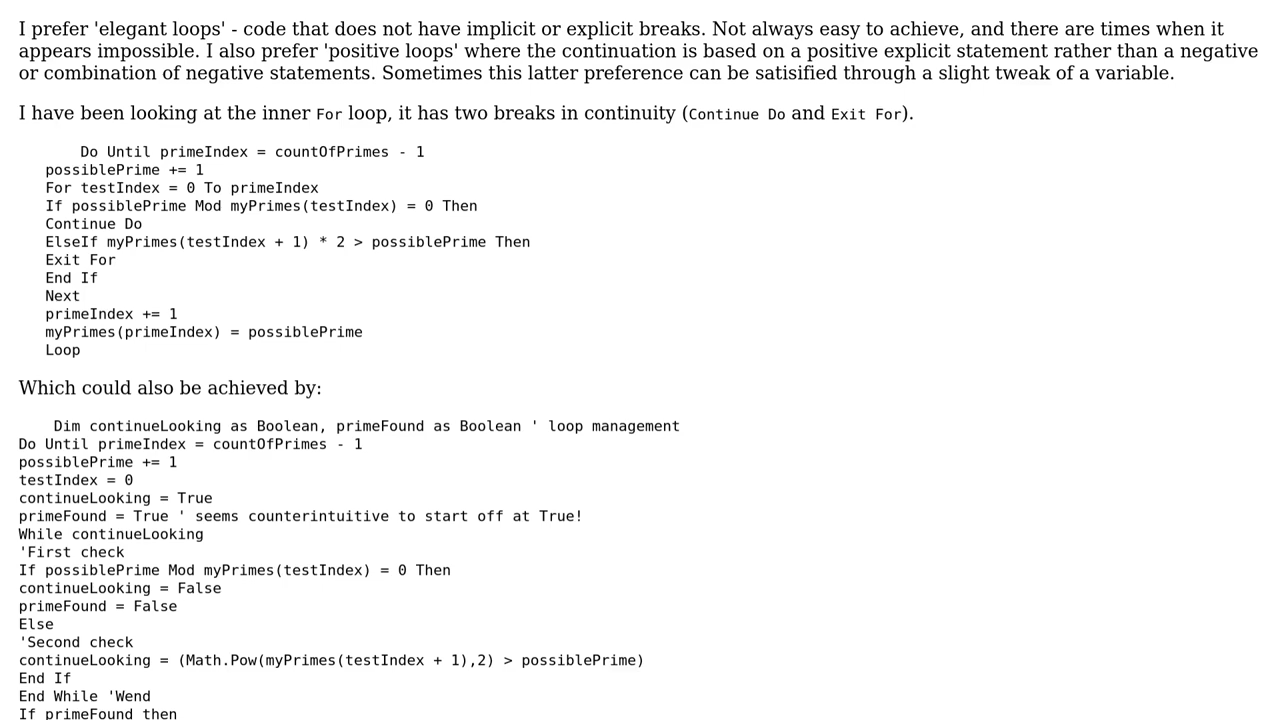 I prefer 'elegant loops' - code that does not have implicit or explicit breaks. Not always easy to achieve, and there are times when it
appears impossible. I also prefer 'positive loops' where the continuation is based on a positive explicit statement rather than a negative
or combination of negative statements. Sometimes this latter preference can be satisified through a slight tweak of a variable.
I have been looking at the inner For loop, it has two breaks in continuity (Continue Do and Exit For).
Do Until primeIndex = countOfPrimes - 1
possiblePrime += 1
For testIndex = 0 To primeIndex
If possiblePrime Mod myPrimes(testIndex) = 0 Then
Continue Do
ElseIf myPrimes(testIndex + 1) * 2 > possiblePrime Then
Exit For
End If
Next
primeIndex += 1
myPrimes(primeIndex) = possiblePrime
Loop
Which could also be achieved by:
Dim continueLooking as Boolean, primeFound as Boolean ' loop management
Do Until primeIndex = countOfPrimes - 1
possiblePrime += 1
testIndex = 0
continueLooking = True
primeFound = True ' seems counterintuitive to start off at True!
While continueLooking
'First check
If possiblePrime Mod myPrimes(testIndex) = 0 Then
continueLooking = False
primeFound = False
Else
'Second check
continueLooking = (Math.Pow(myPrimes(testIndex + 1),2) > possiblePrime)
End If
End While 'Wend
If primeFound then